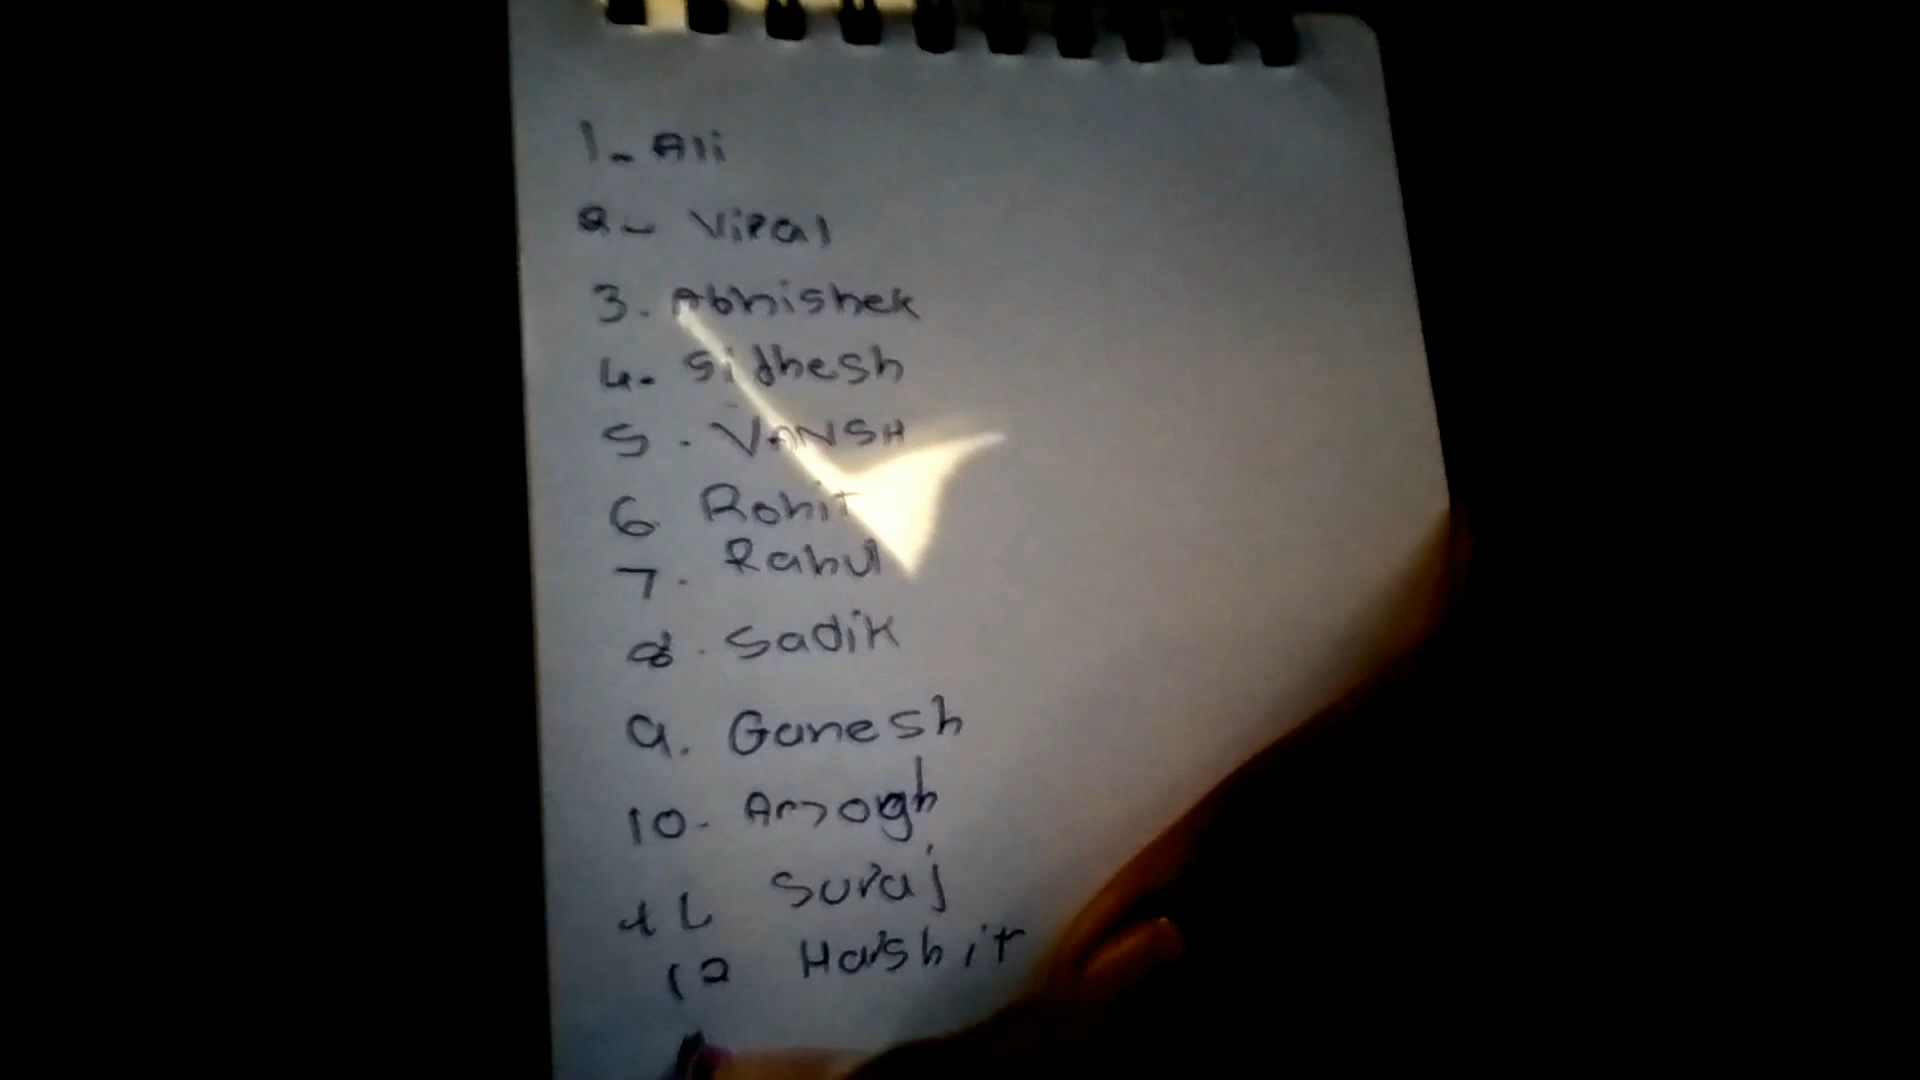 1- Ali
2- Vipal
3. Abhishek
4. Sidhesh
5. VANSH
6 Rohit
7. Rahul
8. Sadik
9. Ganesh
10- Amogh
11 Suraj
12 Harshit